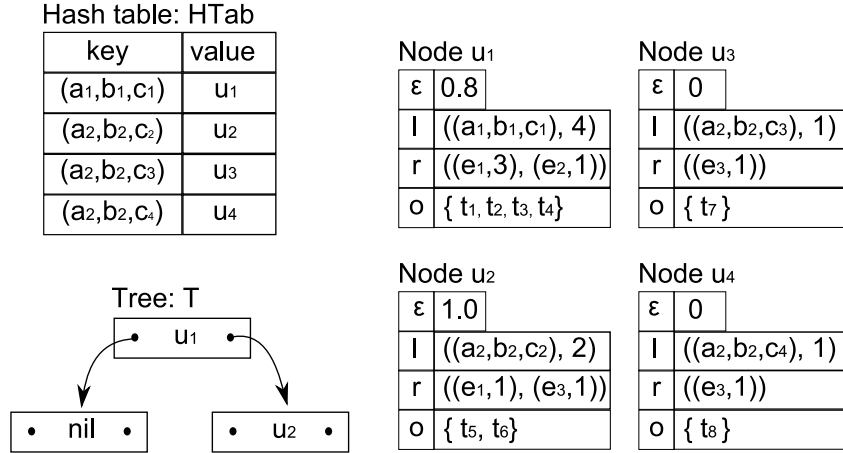 Hash table: HTab
key value
(a₁,b₁,c₁) u₁
(a₂,b₂,c₂) u₂
(a₂,b₂,c₃) u₃
(a₂,b₂,c₄) u₄
Tree: T
u₁
nil
u₂
Node u₁
ε 0.8
l ((a₁,b₁,c₁), 4)
r ((e₁,3), (e₂,1))
o { t₁, t₂, t₃, t₄}
Node u₃
ε 0
l ((a₂,b₂,c₃), 1)
r ((e₃,1))
o { t₇ }
Node u₂
ε 1.0
l ((a₂,b₂,c₂), 2)
r ((e₁,1), (e₃,1))
o { t₅, t₆}
Node u₄
ε 0
l ((a₂,b₂,c₄), 1)
r ((e₃,1))
o { t₈ }